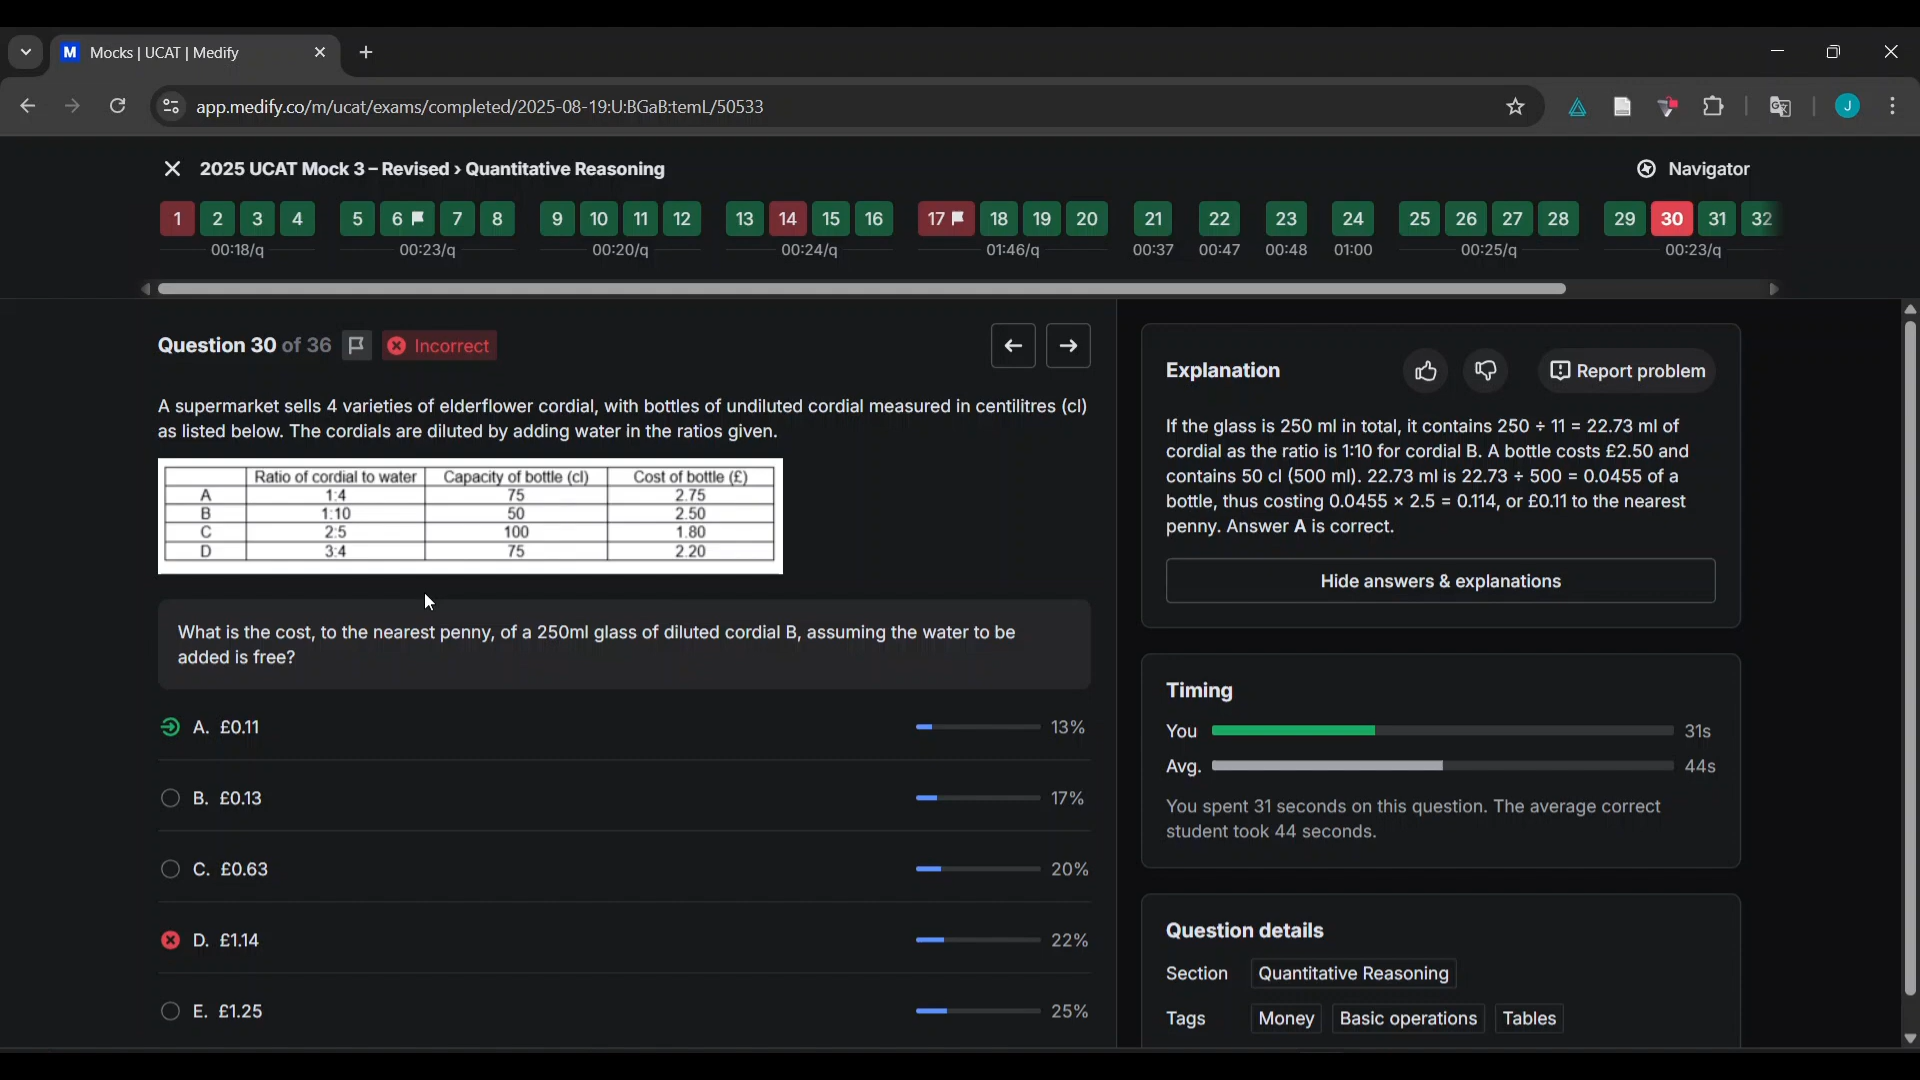 Mocks | UCAT | Medify
app.medify.co/m/ucat/exams/completed/2025-08-19:U:BGaB:temL/50533
J
2025 UCAT Mock 3 – Revised › Quantitative Reasoning
Navigator
1 2 3 4 5 6 7 8 9 10 11 12 13 14 15 16 17 18 19 20 21 22 23 24 25 26 27 28 29 30 31 32
00:18/q 00:23/q 00:20/q 00:24/q 01:46/q 00:37 00:47 00:48 01:00 00:25/q 00:23/q
Question 30 of 36 Incorrect
A supermarket sells 4 varieties of elderflower cordial, with bottles of undiluted cordial measured in centilitres (cl)
as listed below. The cordials are diluted by adding water in the ratios given.
Ratio of cordial to water Capacity of bottle (cl) Cost of bottle (£)
A 1:4 75 2.75
B 1:10 50 2.50
C 2:5 100 1.80
D 3:4 75 2.20
What is the cost, to the nearest penny, of a 250ml glass of diluted cordial B, assuming the water to be
added is free?
A. £0.11 13%
B. £0.13 17%
C. £0.63 20%
D. £1.14 22%
E. £1.25 25%
Explanation
Report problem
If the glass is 250 ml in total, it contains 250 ÷ 11 = 22.73 ml of
cordial as the ratio is 1:10 for cordial B. A bottle costs £2.50 and
contains 50 cl (500 ml). 22.73 ml is 22.73 ÷ 500 = 0.0455 of a
bottle, thus costing 0.0455 × 2.5 = 0.114, or £0.11 to the nearest
penny. Answer A is correct.
Hide answers & explanations
Timing
You 31s
Avg. 44s
You spent 31 seconds on this question. The average correct
student took 44 seconds.
Question details
Section Quantitative Reasoning
Tags Money Basic operations Tables